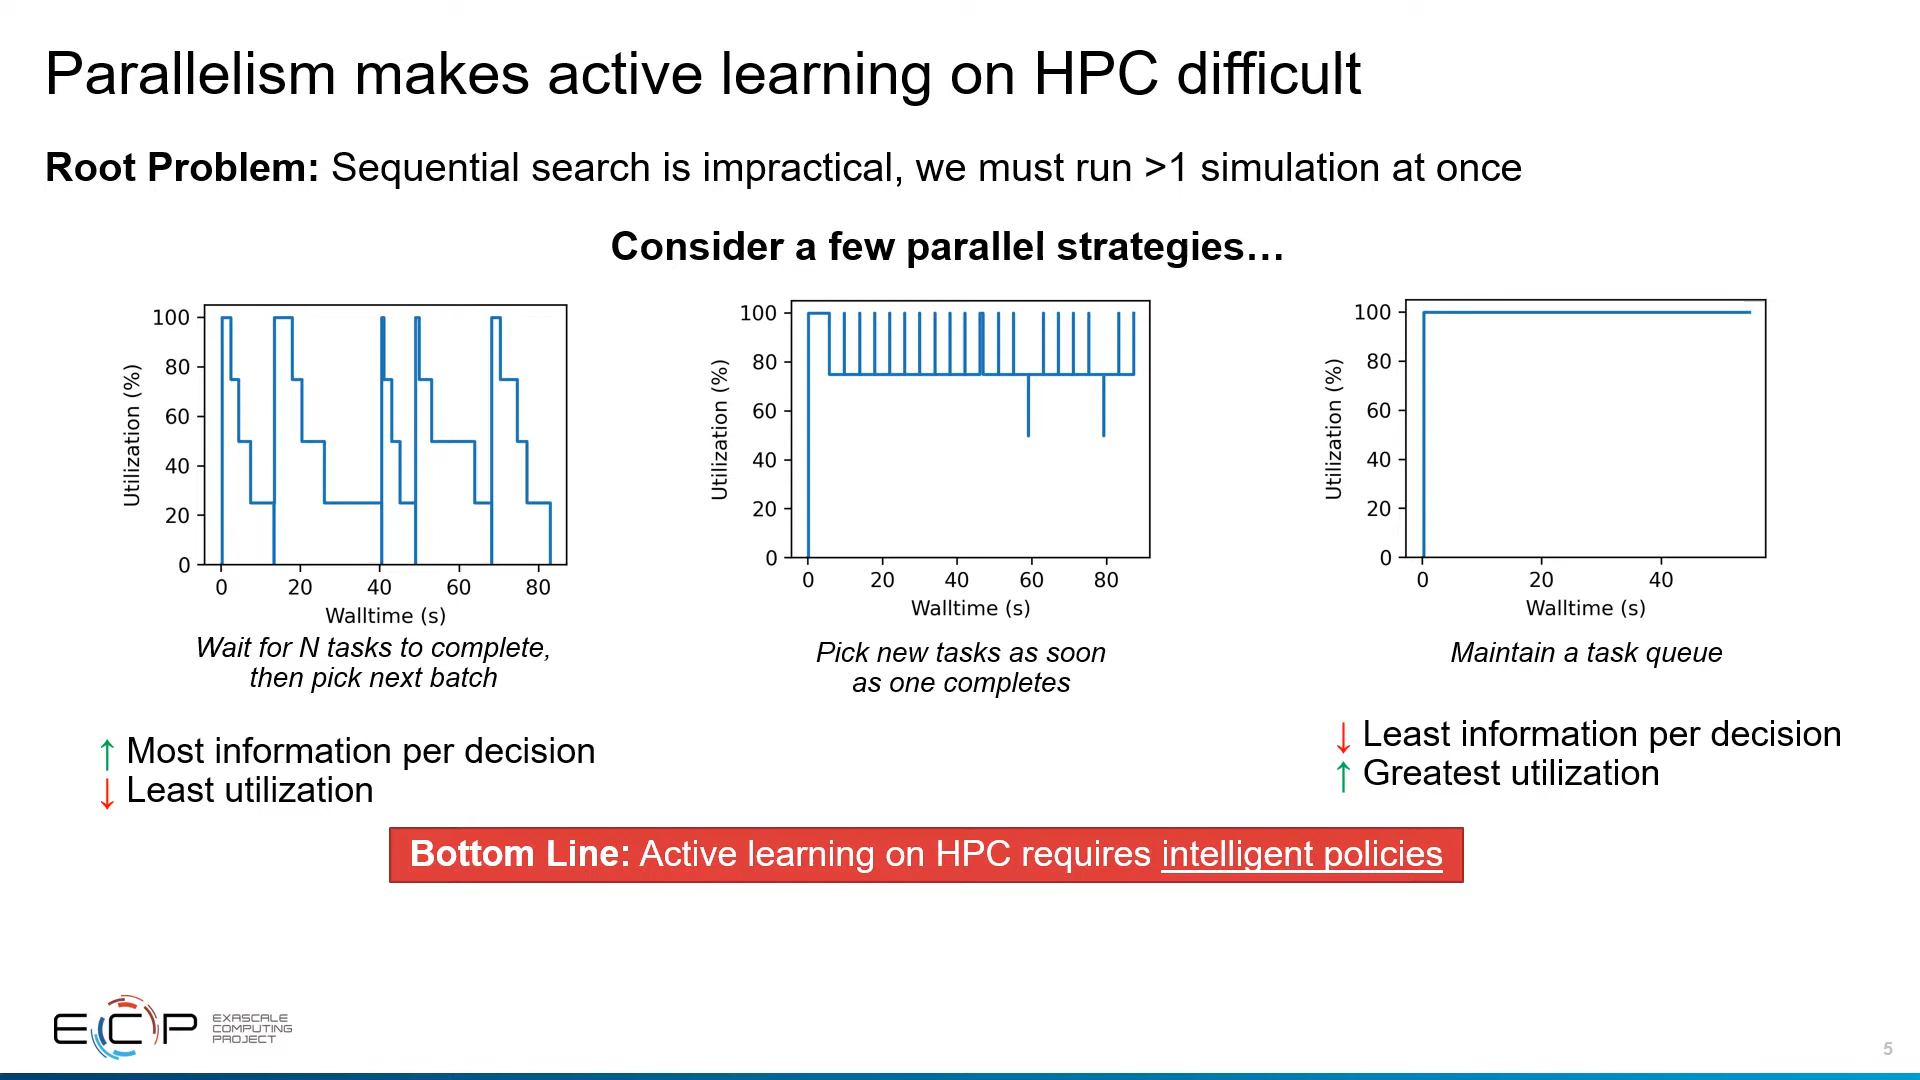 Parallelism makes active learning on HPC difficult
Root Problem: Sequential search is impractical, we must run >1 simulation at once
Consider a few parallel strategies…
100
80
60
40
20
0
Utilization (%)
0 20 40 60 80
Walltime (s)
Wait for N tasks to complete,
then pick next batch
↑ Most information per decision
↓ Least utilization
100
80
60
40
20
0
Utilization (%)
0 20 40 60 80
Walltime (s)
Pick new tasks as soon
as one completes
100
80
60
40
20
0
Utilization (%)
0 20 40
Walltime (s)
Maintain a task queue
↓ Least information per decision
↑ Greatest utilization
Bottom Line: Active learning on HPC requires intelligent policies
ECP
EXASCALE
COMPUTING
PROJECT
5